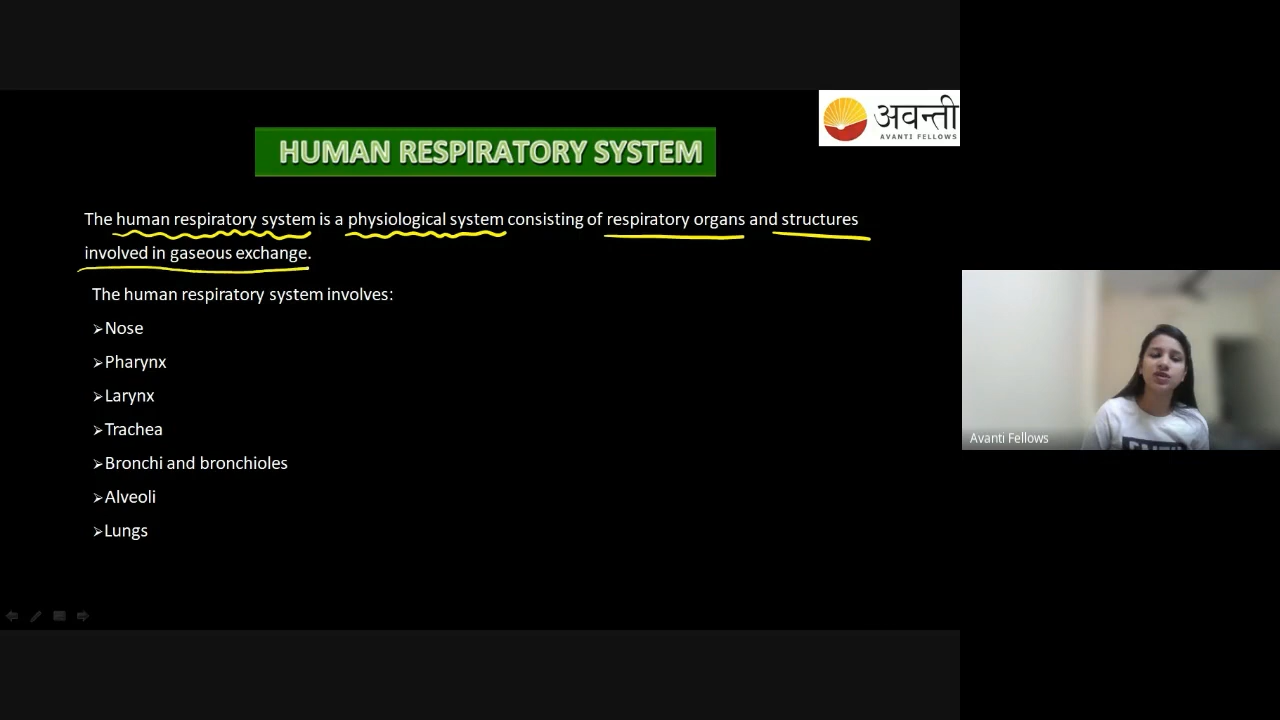 अवन्ती
AVANTI FELLOWS
HUMAN RESPIRATORY SYSTEM
The human respiratory system is a physiological system consisting of respiratory organs and structures
involved in gaseous exchange.
The human respiratory system involves:
➢Nose
➢Pharynx
➢Larynx
➢Trachea
➢Bronchi and bronchioles
➢Alveoli
➢Lungs
Avanti Fellows